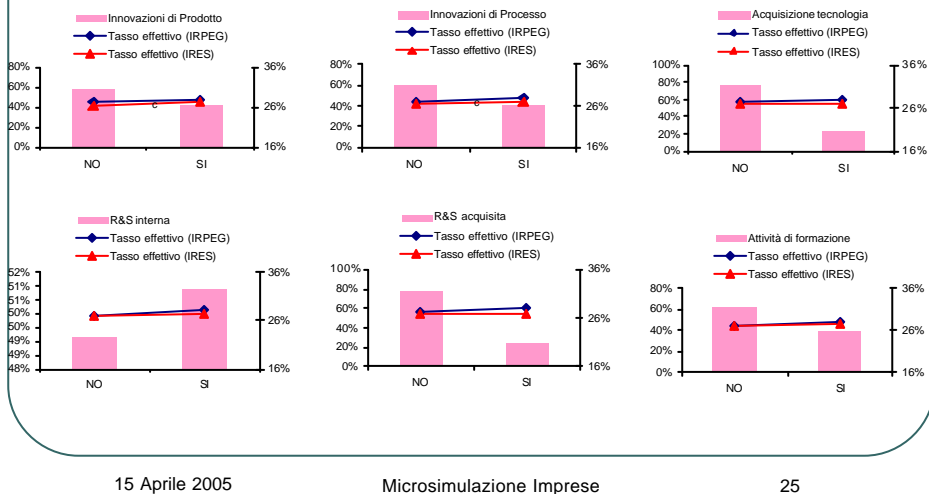 Innovazioni di Prodotto
Tasso effettivo (IRPEG)
Tasso effettivo (IRES)
80%
60%
40%
20%
0%
36%
26%
16%
c
NO
SI
Innovazioni di Processo
Tasso effettivo (IRPEG)
Tasso effettivo (IRES)
80%
60%
40%
20%
0%
36%
26%
16%
e
NO
SI
Acquisizione tecnologia
Tasso effettivo (IRPEG)
Tasso effettivo (IRES)
100%
80%
60%
40%
20%
0%
36%
26%
16%
NO
SI
R&S interna
Tasso effettivo (IRPEG)
Tasso effettivo (IRES)
52%
51%
51%
50%
50%
49%
49%
48%
36%
26%
16%
NO
SI
R&S acquisita
Tasso effettivo (IRPEG)
Tasso effettivo (IRES)
100%
80%
60%
40%
20%
0%
36%
26%
16%
NO
SI
Attività di formazione
Tasso effettivo (IRPEG)
Tasso effettivo (IRES)
80%
60%
40%
20%
0%
36%
26%
16%
NO
SI
15 Aprile 2005
Microsimulazione Imprese
25